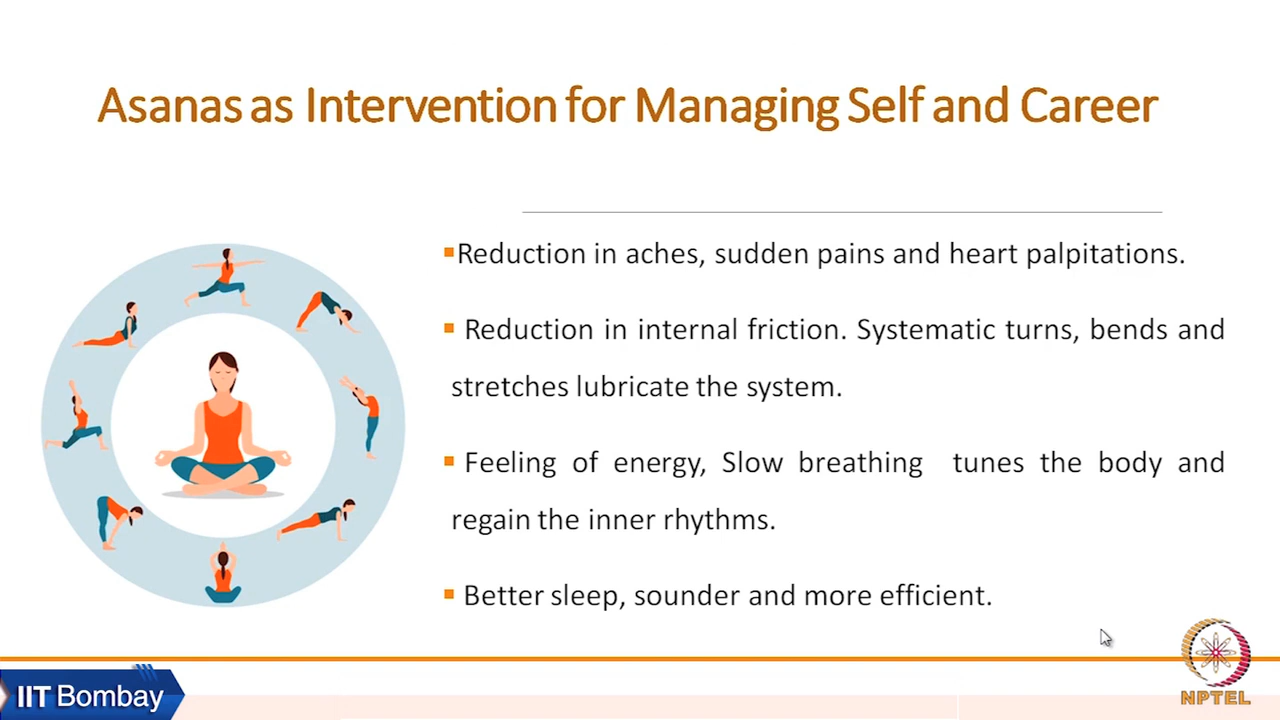 Asanas as Intervention for Managing Self and Career
▪Reduction in aches, sudden pains and heart palpitations.
▪ Reduction in internal friction. Systematic turns, bends and
stretches lubricate the system.
▪ Feeling of energy, Slow breathing tunes the body and
regain the inner rhythms.
▪ Better sleep, sounder and more efficient.
IIT Bombay
NPTEL